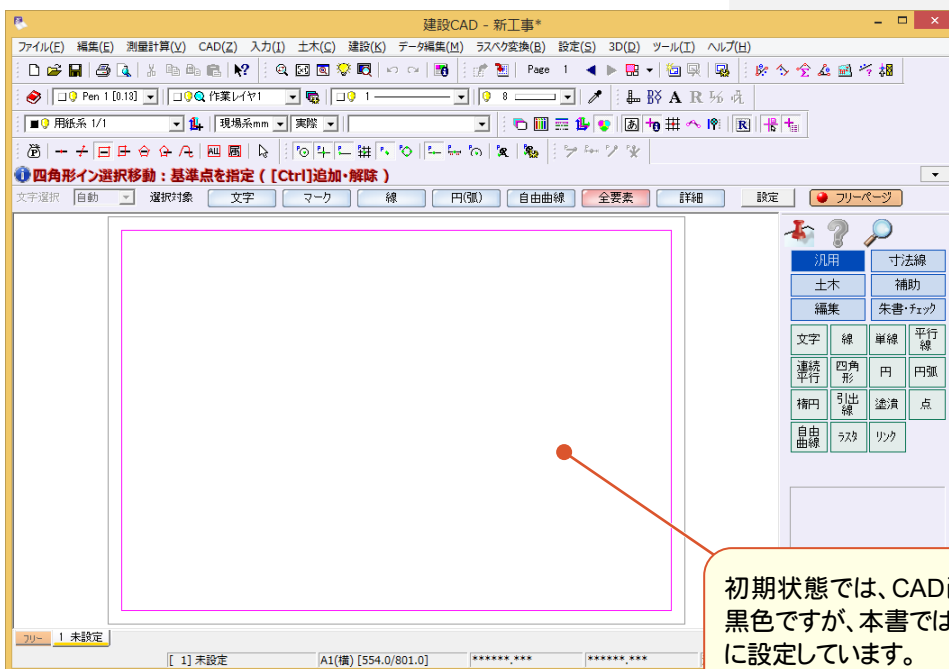 建設CAD - 新工事*
ファイル(F) 編集(E) 測量計算(V) CAD(Z) 入力(I) 土木(C) 建設(K) データ編集(M) ラスベク変換(B) 設定(S) 3D(D) ツール(T) ヘルプ(H)
Page 1
Pen 1 [0.13] 作業レイヤ1 1 8 A R
用紙系 1/1 現場系mm 実際 あ R
ALL
四角形イン選択移動：基準点を指定 ( [Ctrl]追加・解除 )
文字選択 自動 選択対象 文字 マーク 線 円(弧) 自由曲線 全要素 詳細 設定 フリーページ
汎用 寸法線
土木 補助
編集 朱書・チェック
文字 線 単線 平行線
連続平行 四角形 円 円弧
楕円 引出線 塗潰 点
自由曲線 ラスタ リンク
初期状態では、CAD
黒色ですが、本書では
に設定しています。
フリー 1 未設定
[ 1] 未設定 A1(横) [554.0/801.0] ******.*** ******.***